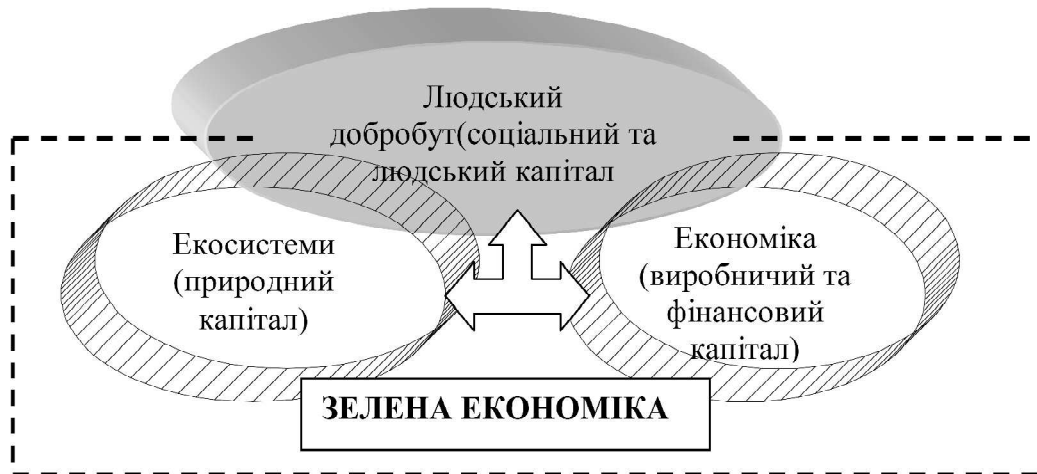 Людський
добробут(соціальний та
людський капітал
Екосистеми
(природний
капітал)
Економіка
(виробничий та
фінансовий
капітал)
ЗЕЛЕНА ЕКОНОМІКА